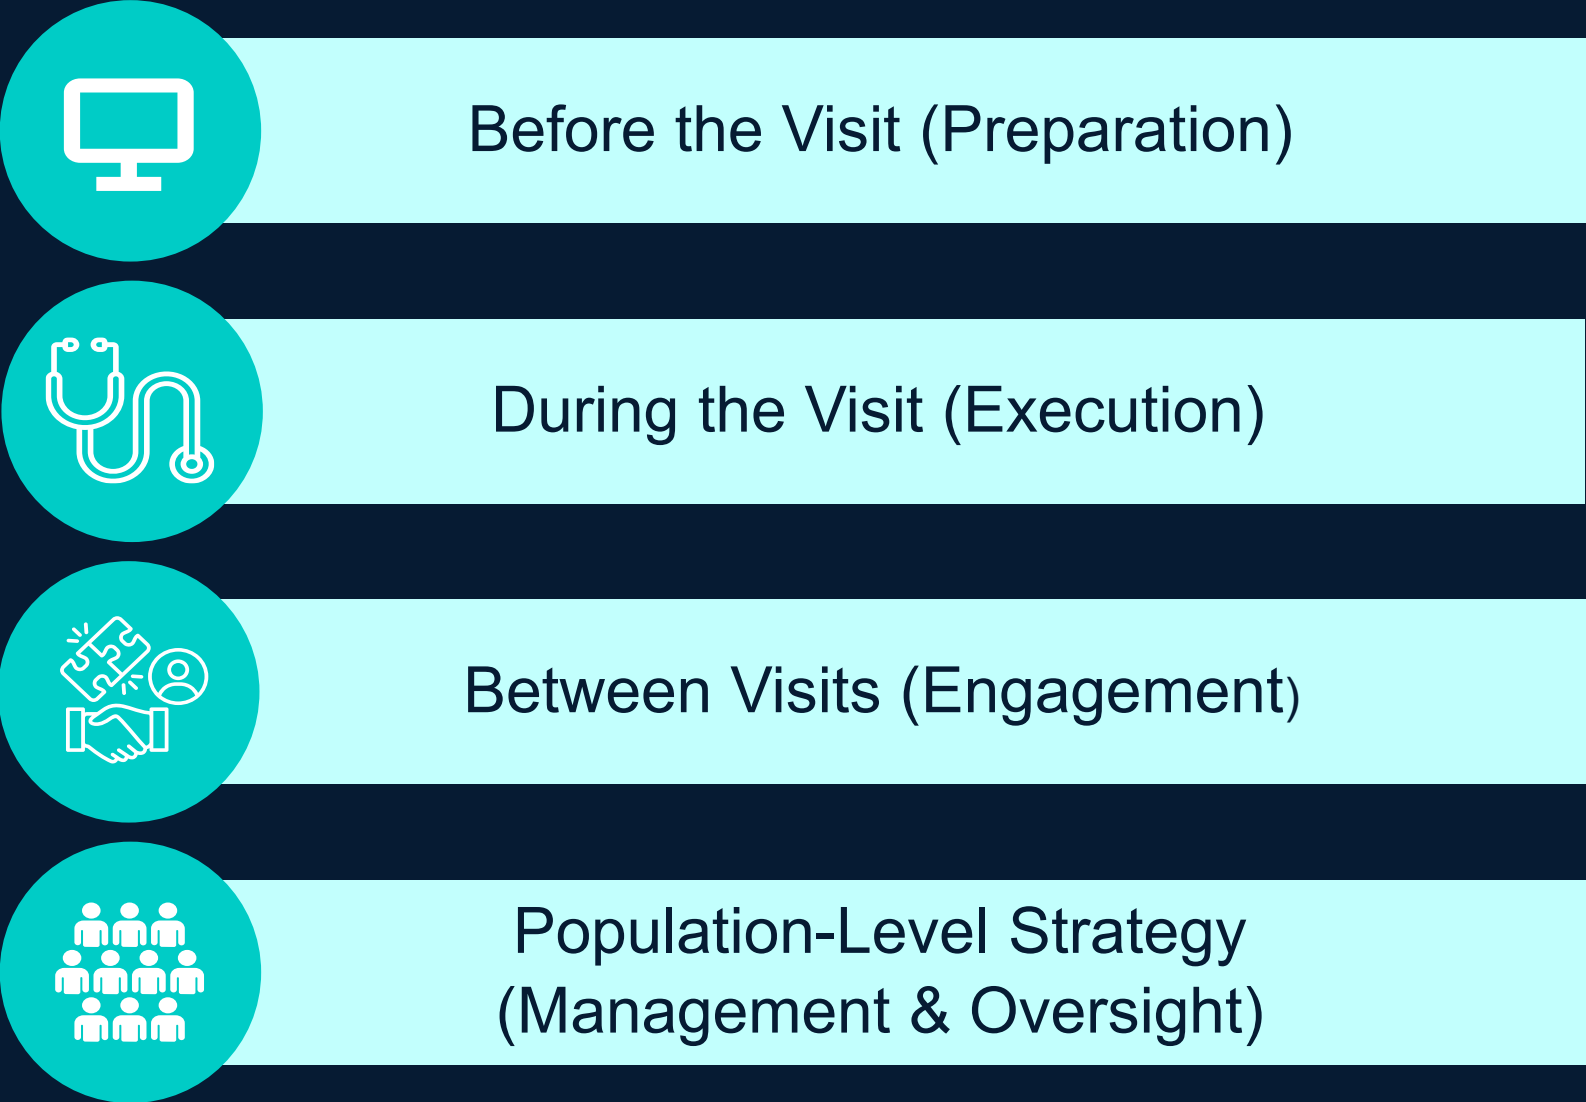 Before the Visit (Preparation)
During the Visit (Execution)
Between Visits (Engagement)
Population-Level Strategy
(Management & Oversight)